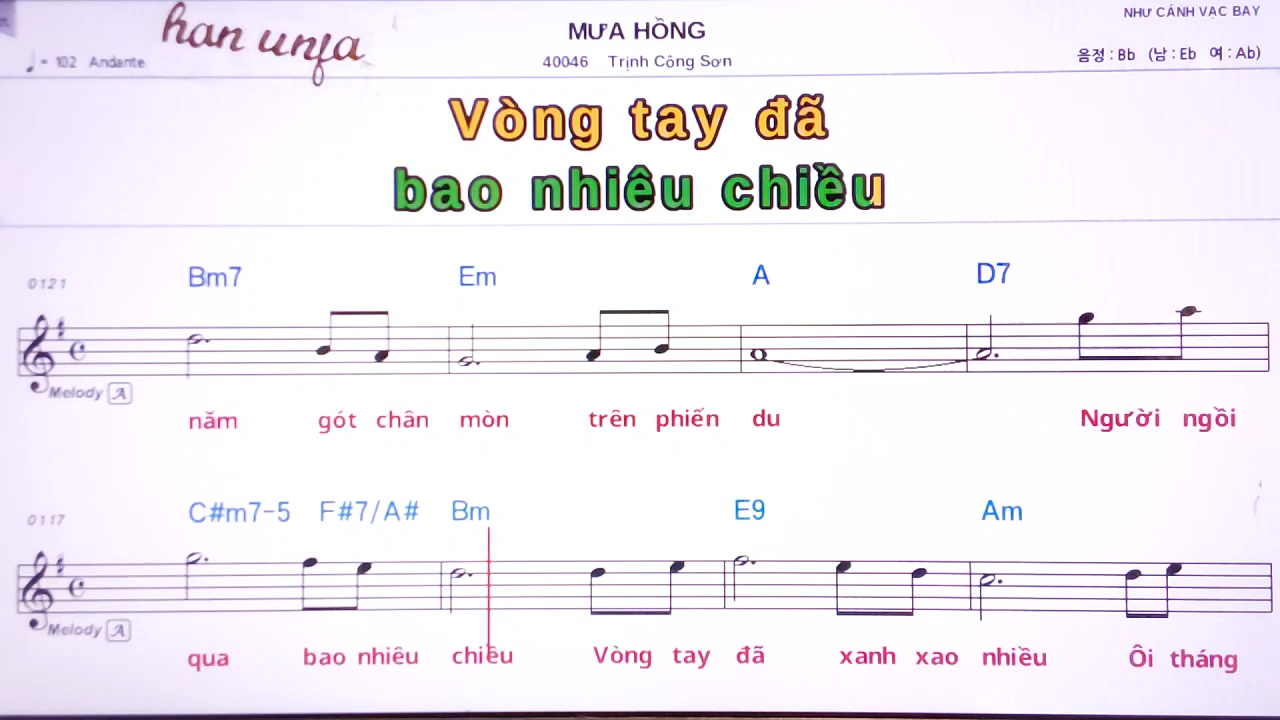 NHƯ CÁNH VẠC BAY
han unfa
MƯA HỒNG
♩ = 102 Andante
40046 Trịnh Công Sơn
음정 : Bb (남 : Eb 여 : Ab)
Vòng tay đã
bao nhiêu chiều
0121 Bm7 Em A D7
Melody A
năm gót chân mòn trên phiến du Người ngồi
0117 C#m7-5 F#7/A# Bm E9 Am
Melody A
qua bao nhiêu chiều Vòng tay đã xanh xao nhiều Ôi tháng